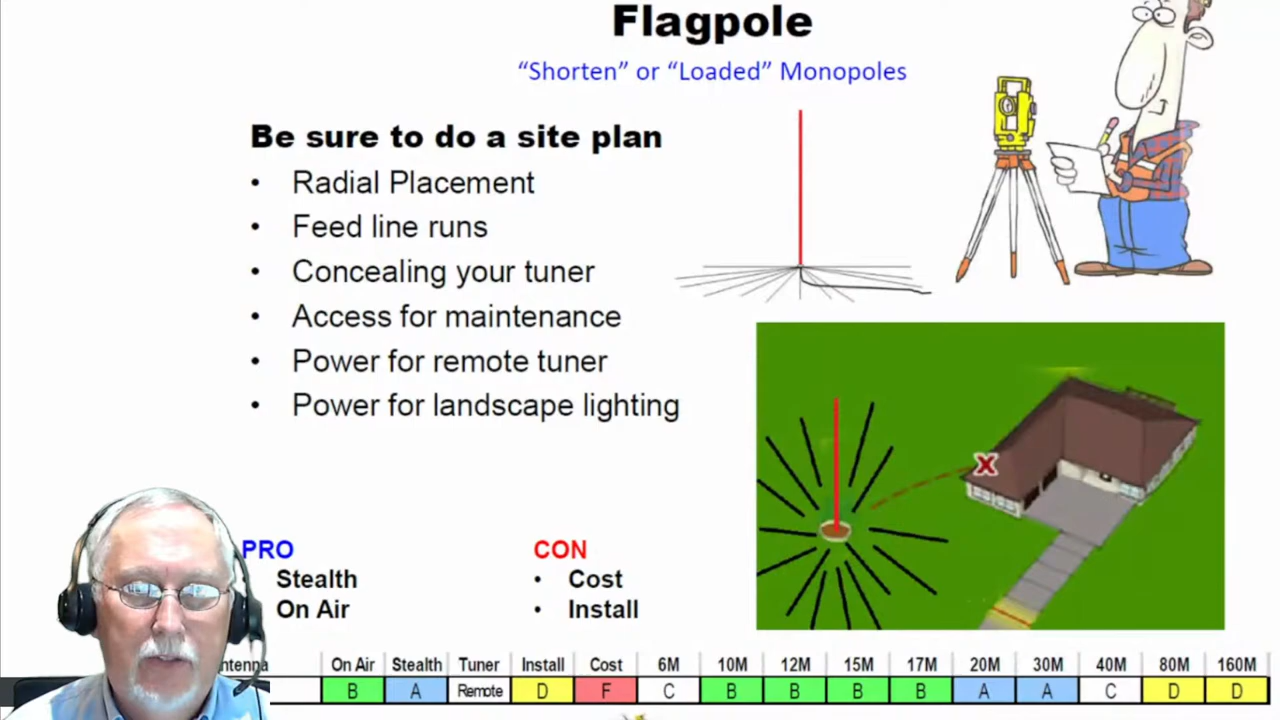 Flagpole
“Shorten” or “Loaded” Monopoles
Be sure to do a site plan
• Radial Placement
• Feed line runs
• Concealing your tuner
• Access for maintenance
• Power for remote tuner
• Power for landscape lighting
X
PRO
Stealth
On Air
CON
• Cost
• Install
ntenna On Air Stealth Tuner Install Cost 6M 10M 12M 15M 17M 20M 30M 40M 80M 160M
B A Remote D F C B B B B A A C D D